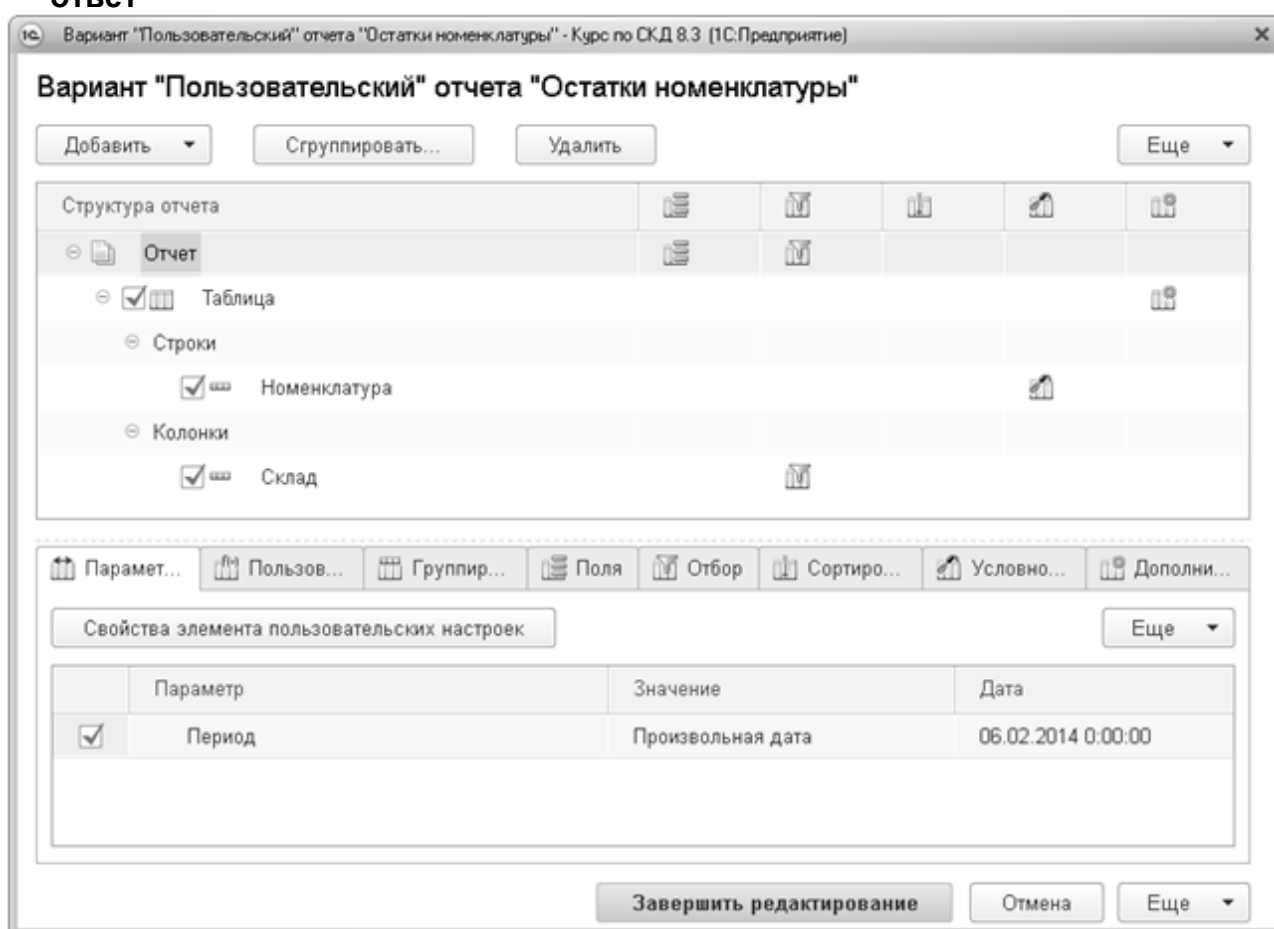 ответ
1С Вариант "Пользовательский" отчета "Остатки номенклатуры" - Курс по СКД 8.3 (1С:Предприятие)
Вариант "Пользовательский" отчета "Остатки номенклатуры"
Добавить Сгруппировать... Удалить Еще
Структура отчета
Отчет
Таблица
Строки
Номенклатура
Колонки
Склад
Парамет... Пользов... Группир... Поля Отбор Сортиро... Условно... Дополни...
Свойства элемента пользовательских настроек Еще
Параметр Значение Дата
Период Произвольная дата 06.02.2014 0:00:00
Завершить редактирование Отмена Еще